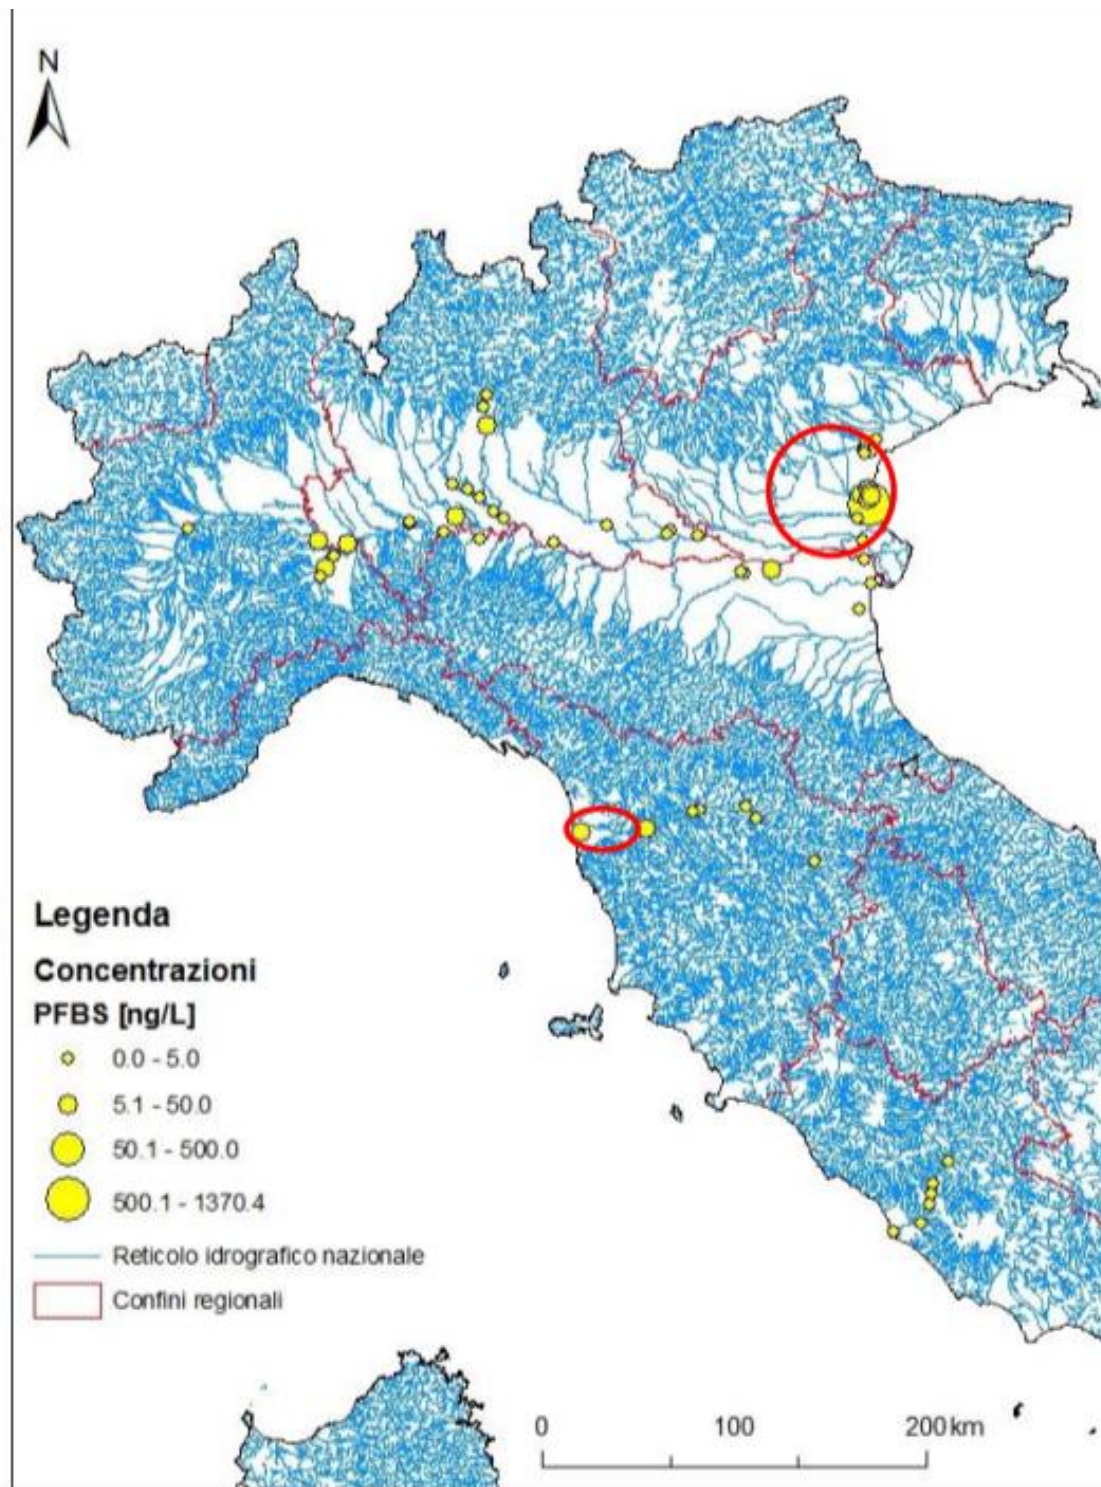 N
Legenda
Concentrazioni
PFBS [ng/L]
0.0 - 5.0
5.1 - 50.0
50.1 - 500.0
500.1 - 1370.4
Reticolo idrografico nazionale
Confini regionali
0 100 200 km